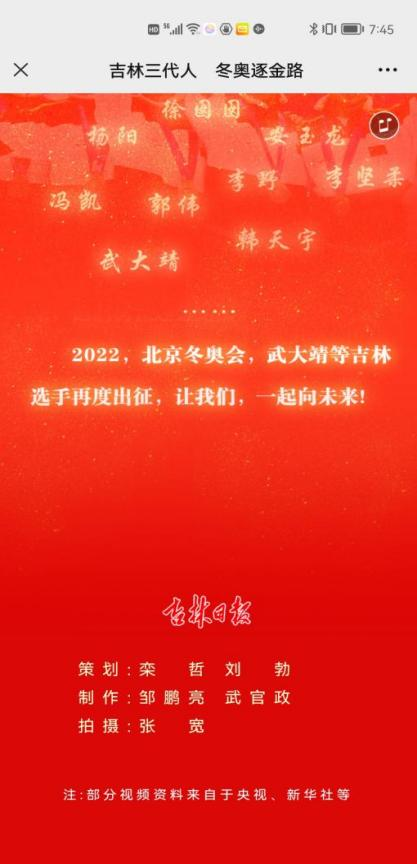 HD 5G 7:45
吉林三代人 冬奥逐金路
徐囡囡
杨阳 安玉龙
李野 李坚柔
冯凯 郭伟
韩天宇
武大靖
……
2022，北京冬奥会，武大靖等吉林
选手再度出征，让我们，一起向未来！
吉林日报
策划：栾 哲 刘 勃
制作：邹鹏亮 武官政
拍摄：张 宽
注：部分视频资料来自于央视、新华社等